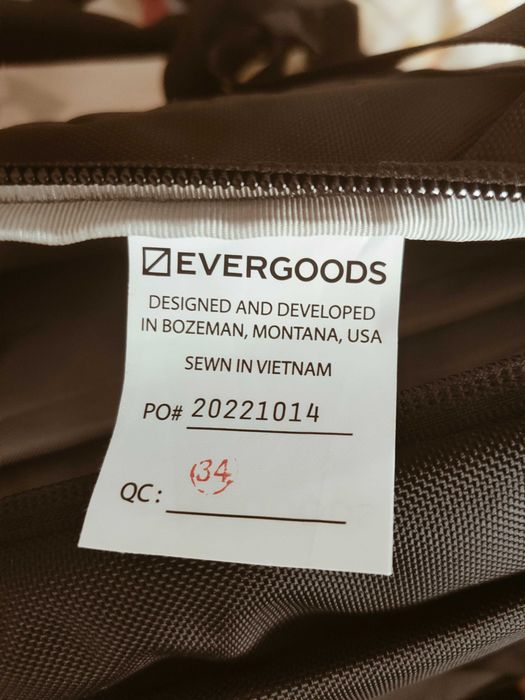 EVERGOODS
DESIGNED AND DEVELOPED
IN BOZEMAN, MONTANA, USA
SEWN IN VIETNAM
PO# 20221014
QC: 34